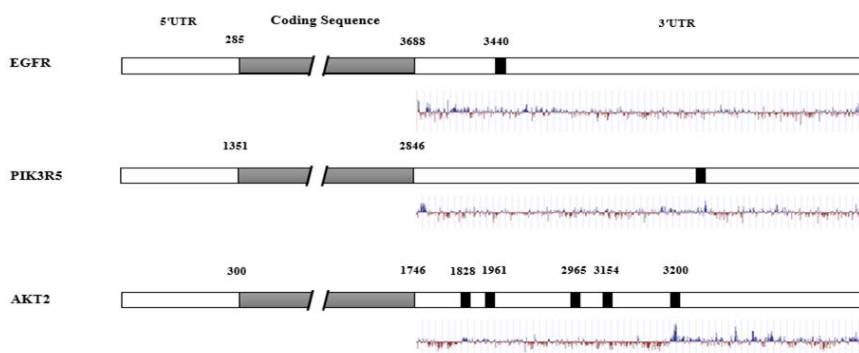 5'UTR Coding Sequence 3'UTR
285 3688 3440
EGFR
1351 2846
PIK3R5
300 1746 1828 1961 2965 3154 3200
AKT2